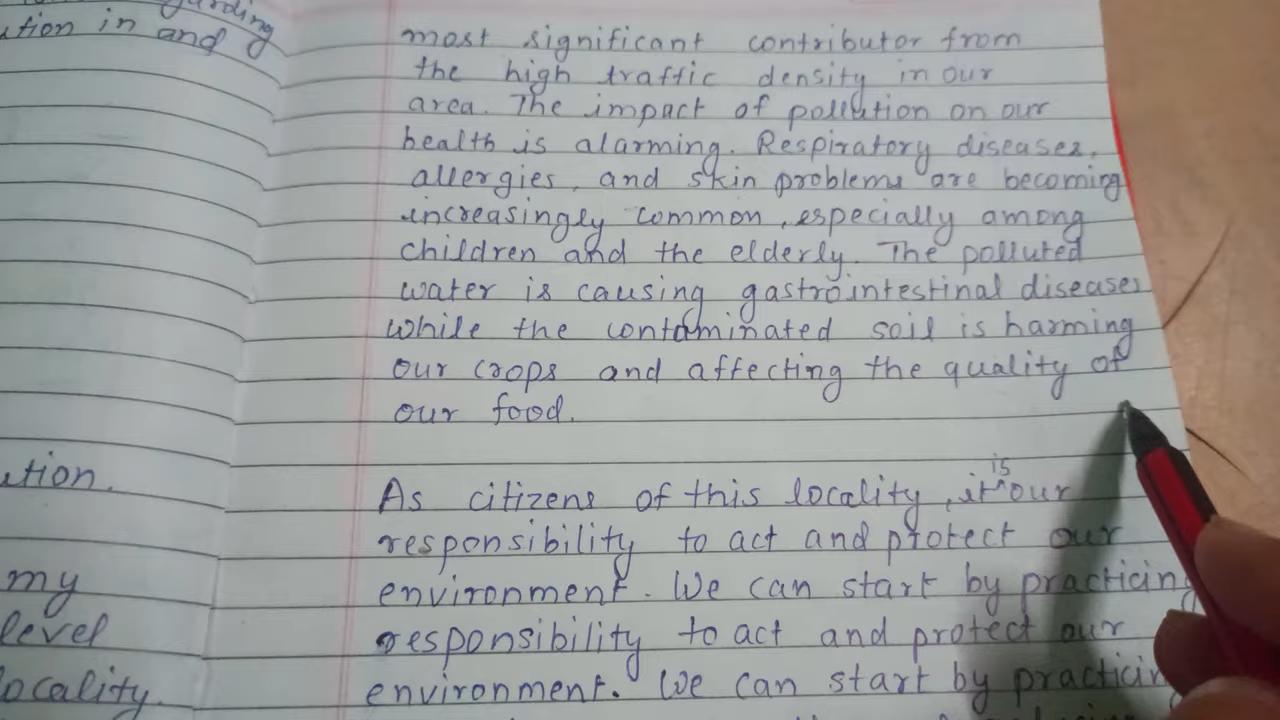 ution in and
most significant contributor from
the high traffic density in our
area. The impact of pollution on our
health is alarming. Respiratory diseases,
allergies, and skin problems are becoming
increasingly common, especially among
children and the elderly. The polluted
water is causing gastrointestinal diseases
while the contaminated soil is harming
our crops and affecting the quality of
our food.
ution.
my
level
locality.
As citizens of this locality, it ^is our
responsibility to act and protect our
environment. We can start by practicing
responsibility to act and protect our
environment. We can start by practicin